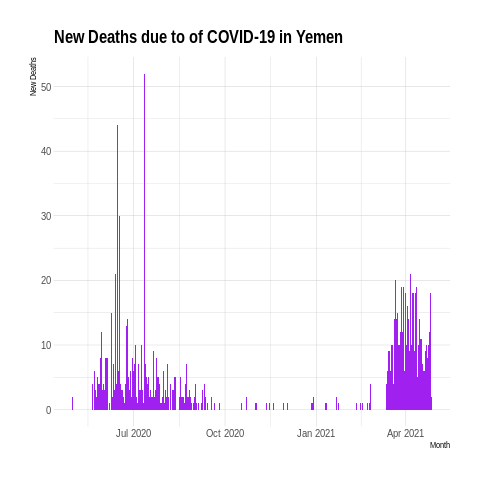 New Deaths due to of COVID-19 in Yemen
New Deaths
50
40
30
20
10
0
Jul 2020 Oct 2020 Jan 2021 Apr 2021
Month